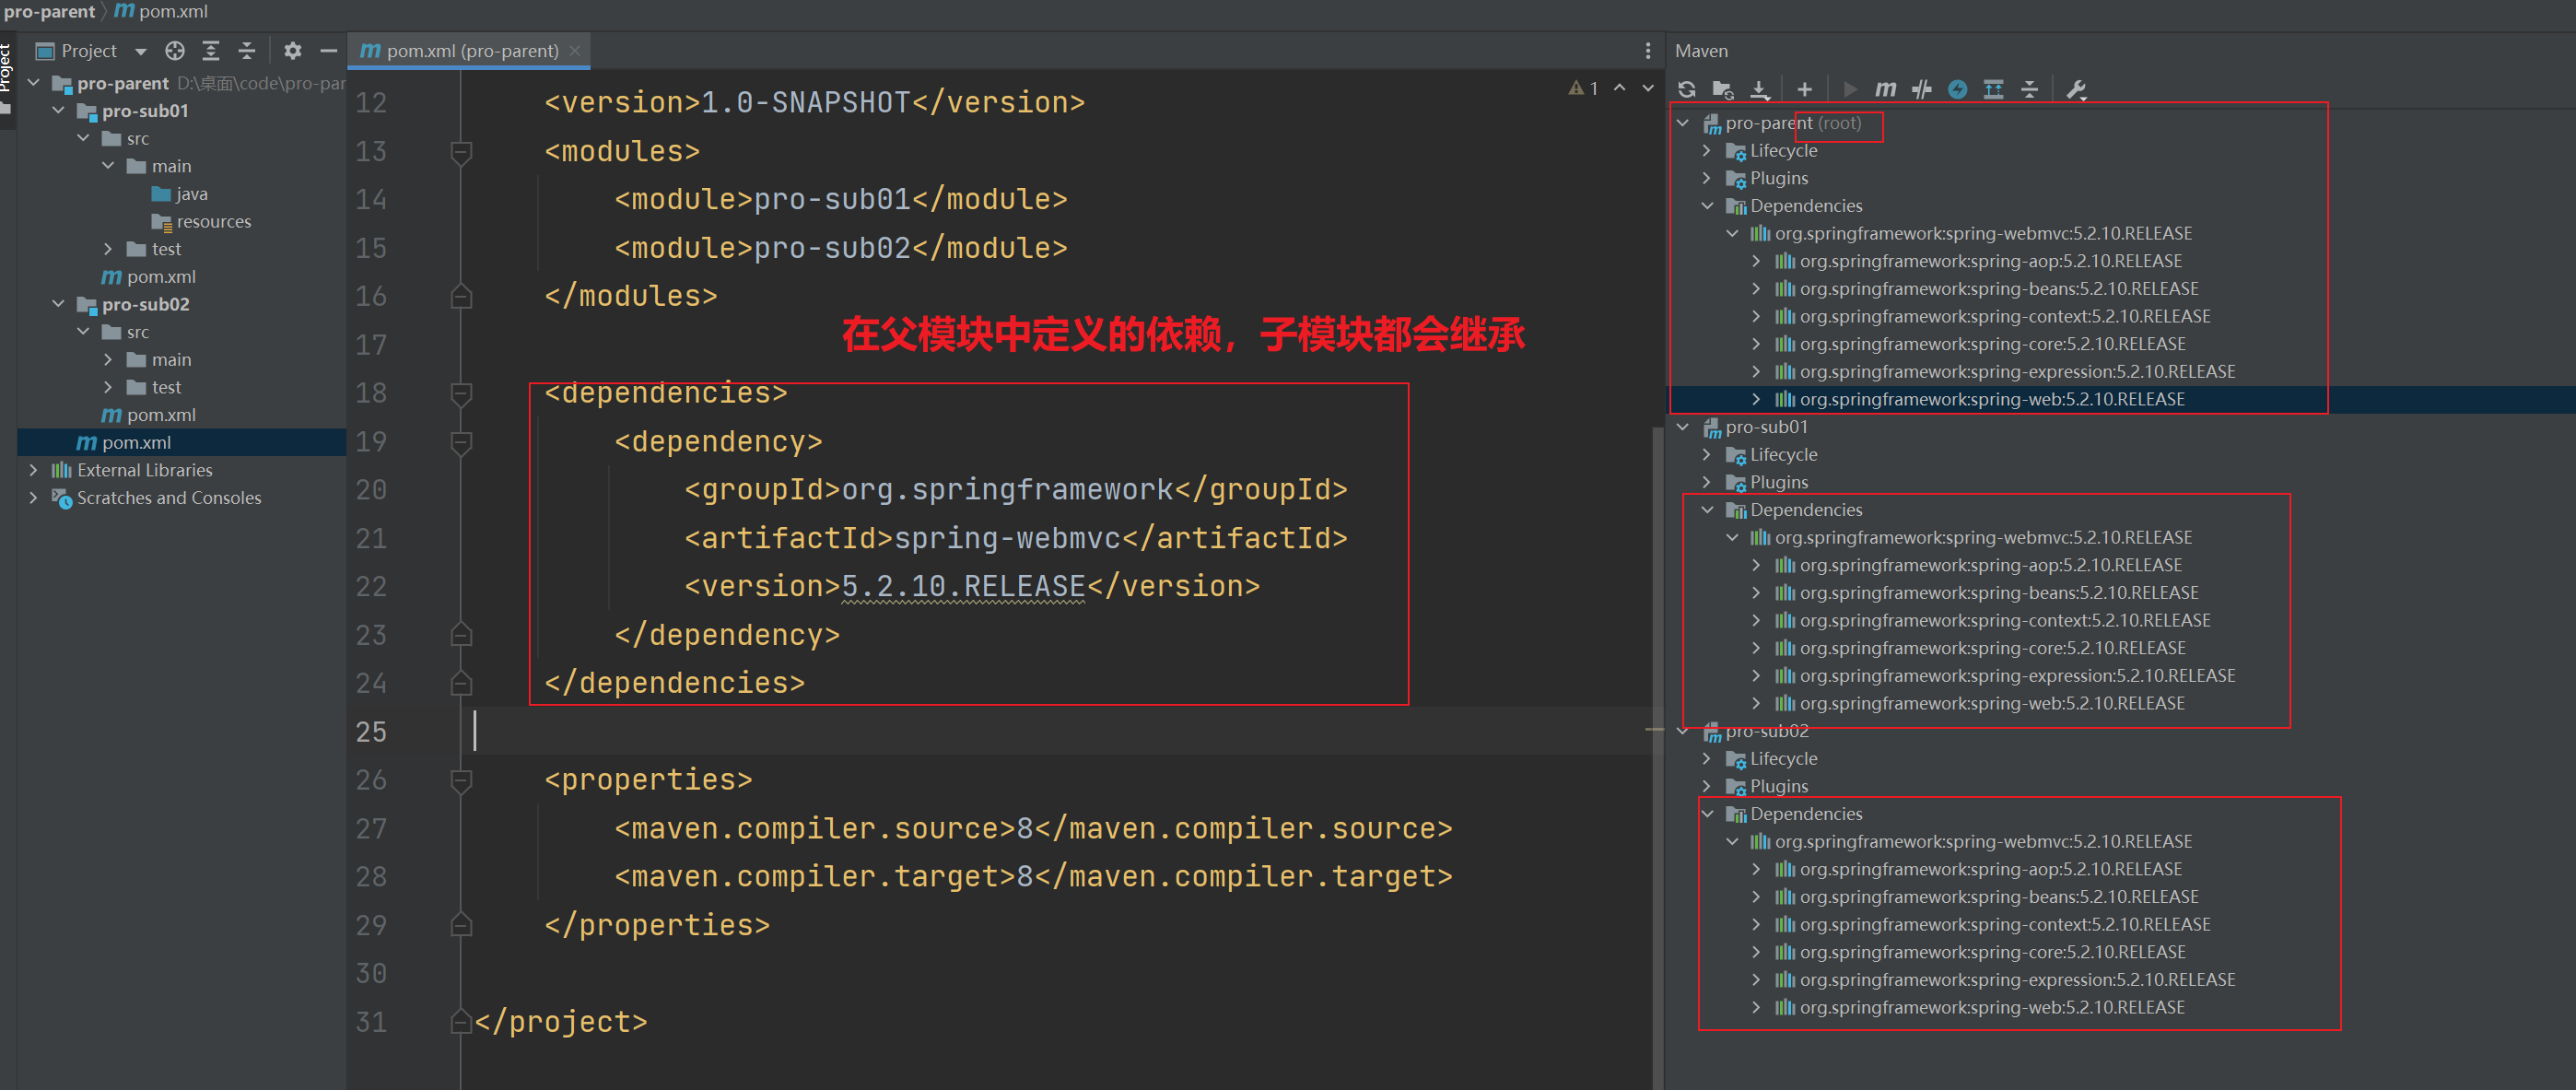 pro-parent pom.xml
Project
Project
pro-parent D:\桌面\code\pro-par
pro-sub01
src
main
java
resources
test
pom.xml
pro-sub02
src
main
test
pom.xml
pom.xml
External Libraries
Scratches and Consoles
pom.xml (pro-parent)
1
12 <version>1.0-SNAPSHOT</version>
13 <modules>
14 <module>pro-sub01</module>
15 <module>pro-sub02</module>
16 </modules>
17
在父模块中定义的依赖，子模块都会继承
18 <dependencies>
19 <dependency>
20 <groupId>org.springframework</groupId>
21 <artifactId>spring-webmvc</artifactId>
22 <version>5.2.10.RELEASE</version>
23 </dependency>
24 </dependencies>
25
26 <properties>
27 <maven.compiler.source>8</maven.compiler.source>
28 <maven.compiler.target>8</maven.compiler.target>
29 </properties>
30
31 </project>
Maven
m
pro-parent (root)
Lifecycle
Plugins
Dependencies
org.springframework:spring-webmvc:5.2.10.RELEASE
org.springframework:spring-aop:5.2.10.RELEASE
org.springframework:spring-beans:5.2.10.RELEASE
org.springframework:spring-context:5.2.10.RELEASE
org.springframework:spring-core:5.2.10.RELEASE
org.springframework:spring-expression:5.2.10.RELEASE
org.springframework:spring-web:5.2.10.RELEASE
pro-sub01
Lifecycle
Plugins
Dependencies
org.springframework:spring-webmvc:5.2.10.RELEASE
org.springframework:spring-aop:5.2.10.RELEASE
org.springframework:spring-beans:5.2.10.RELEASE
org.springframework:spring-context:5.2.10.RELEASE
org.springframework:spring-core:5.2.10.RELEASE
org.springframework:spring-expression:5.2.10.RELEASE
org.springframework:spring-web:5.2.10.RELEASE
pro-sub02
Lifecycle
Plugins
Dependencies
org.springframework:spring-webmvc:5.2.10.RELEASE
org.springframework:spring-aop:5.2.10.RELEASE
org.springframework:spring-beans:5.2.10.RELEASE
org.springframework:spring-context:5.2.10.RELEASE
org.springframework:spring-core:5.2.10.RELEASE
org.springframework:spring-expression:5.2.10.RELEASE
org.springframework:spring-web:5.2.10.RELEASE